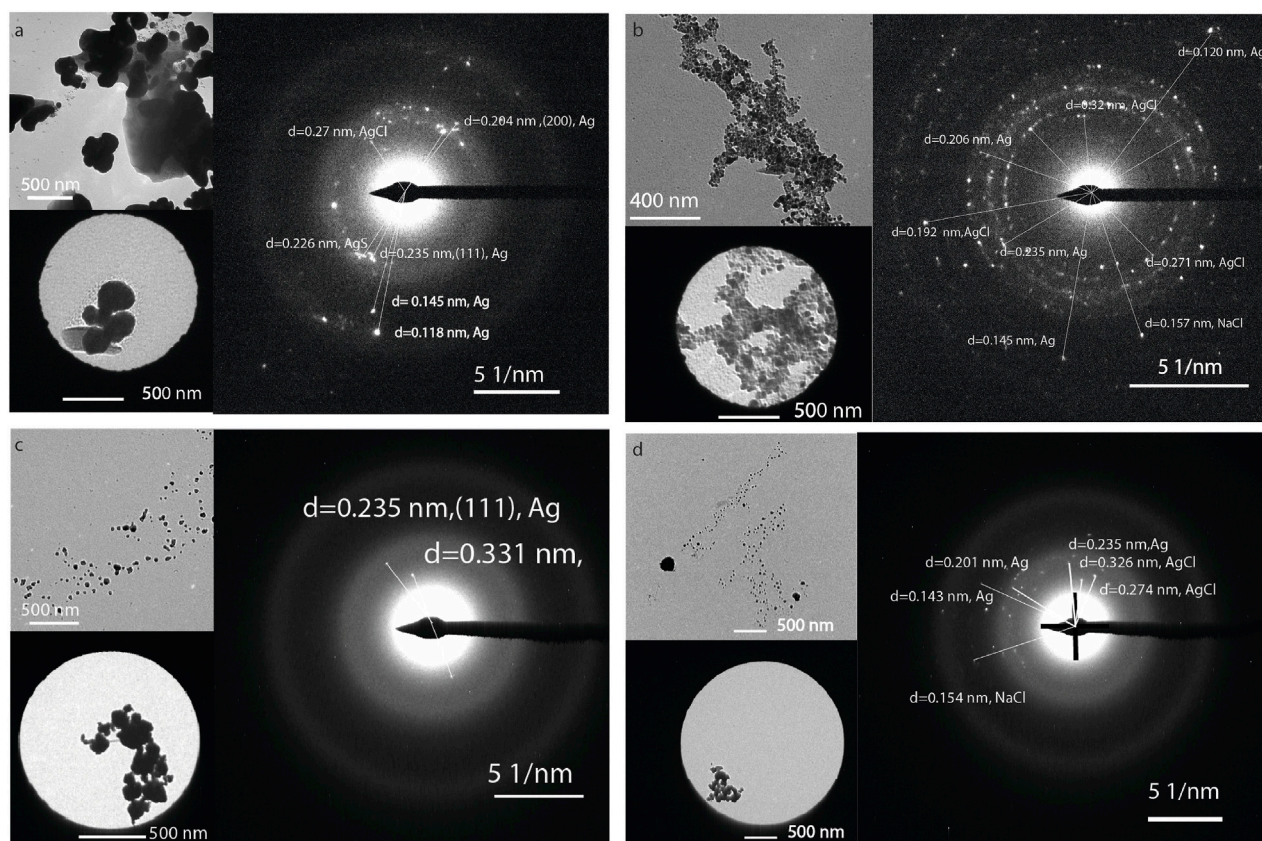 a
500 nm
500 nm
d=0.27 nm, AgCl
d=0.204 nm ,(200), Ag
d=0.226 nm, AgS
d=0.235 nm,(111), Ag
d= 0.145 nm, Ag
d= 0.118 nm, Ag
5 1/nm
b
400 nm
500 nm
d=0.120 nm, Ag
d=0.32 nm, AgCl
d=0.206 nm, Ag
d=0.192 nm,AgCl
d=0.235 nm, Ag
d=0.271 nm, AgCl
d=0.157 nm, NaCl
d=0.145 nm, Ag
5 1/nm
c
500 nm
500 nm
d=0.235 nm,(111), Ag
d=0.331 nm,
5 1/nm
d
500 nm
500 nm
d=0.235 nm,Ag
d=0.326 nm, AgCl
d=0.201 nm, Ag
d=0.274 nm, AgCl
d=0.143 nm, Ag
d=0.154 nm, NaCl
5 1/nm